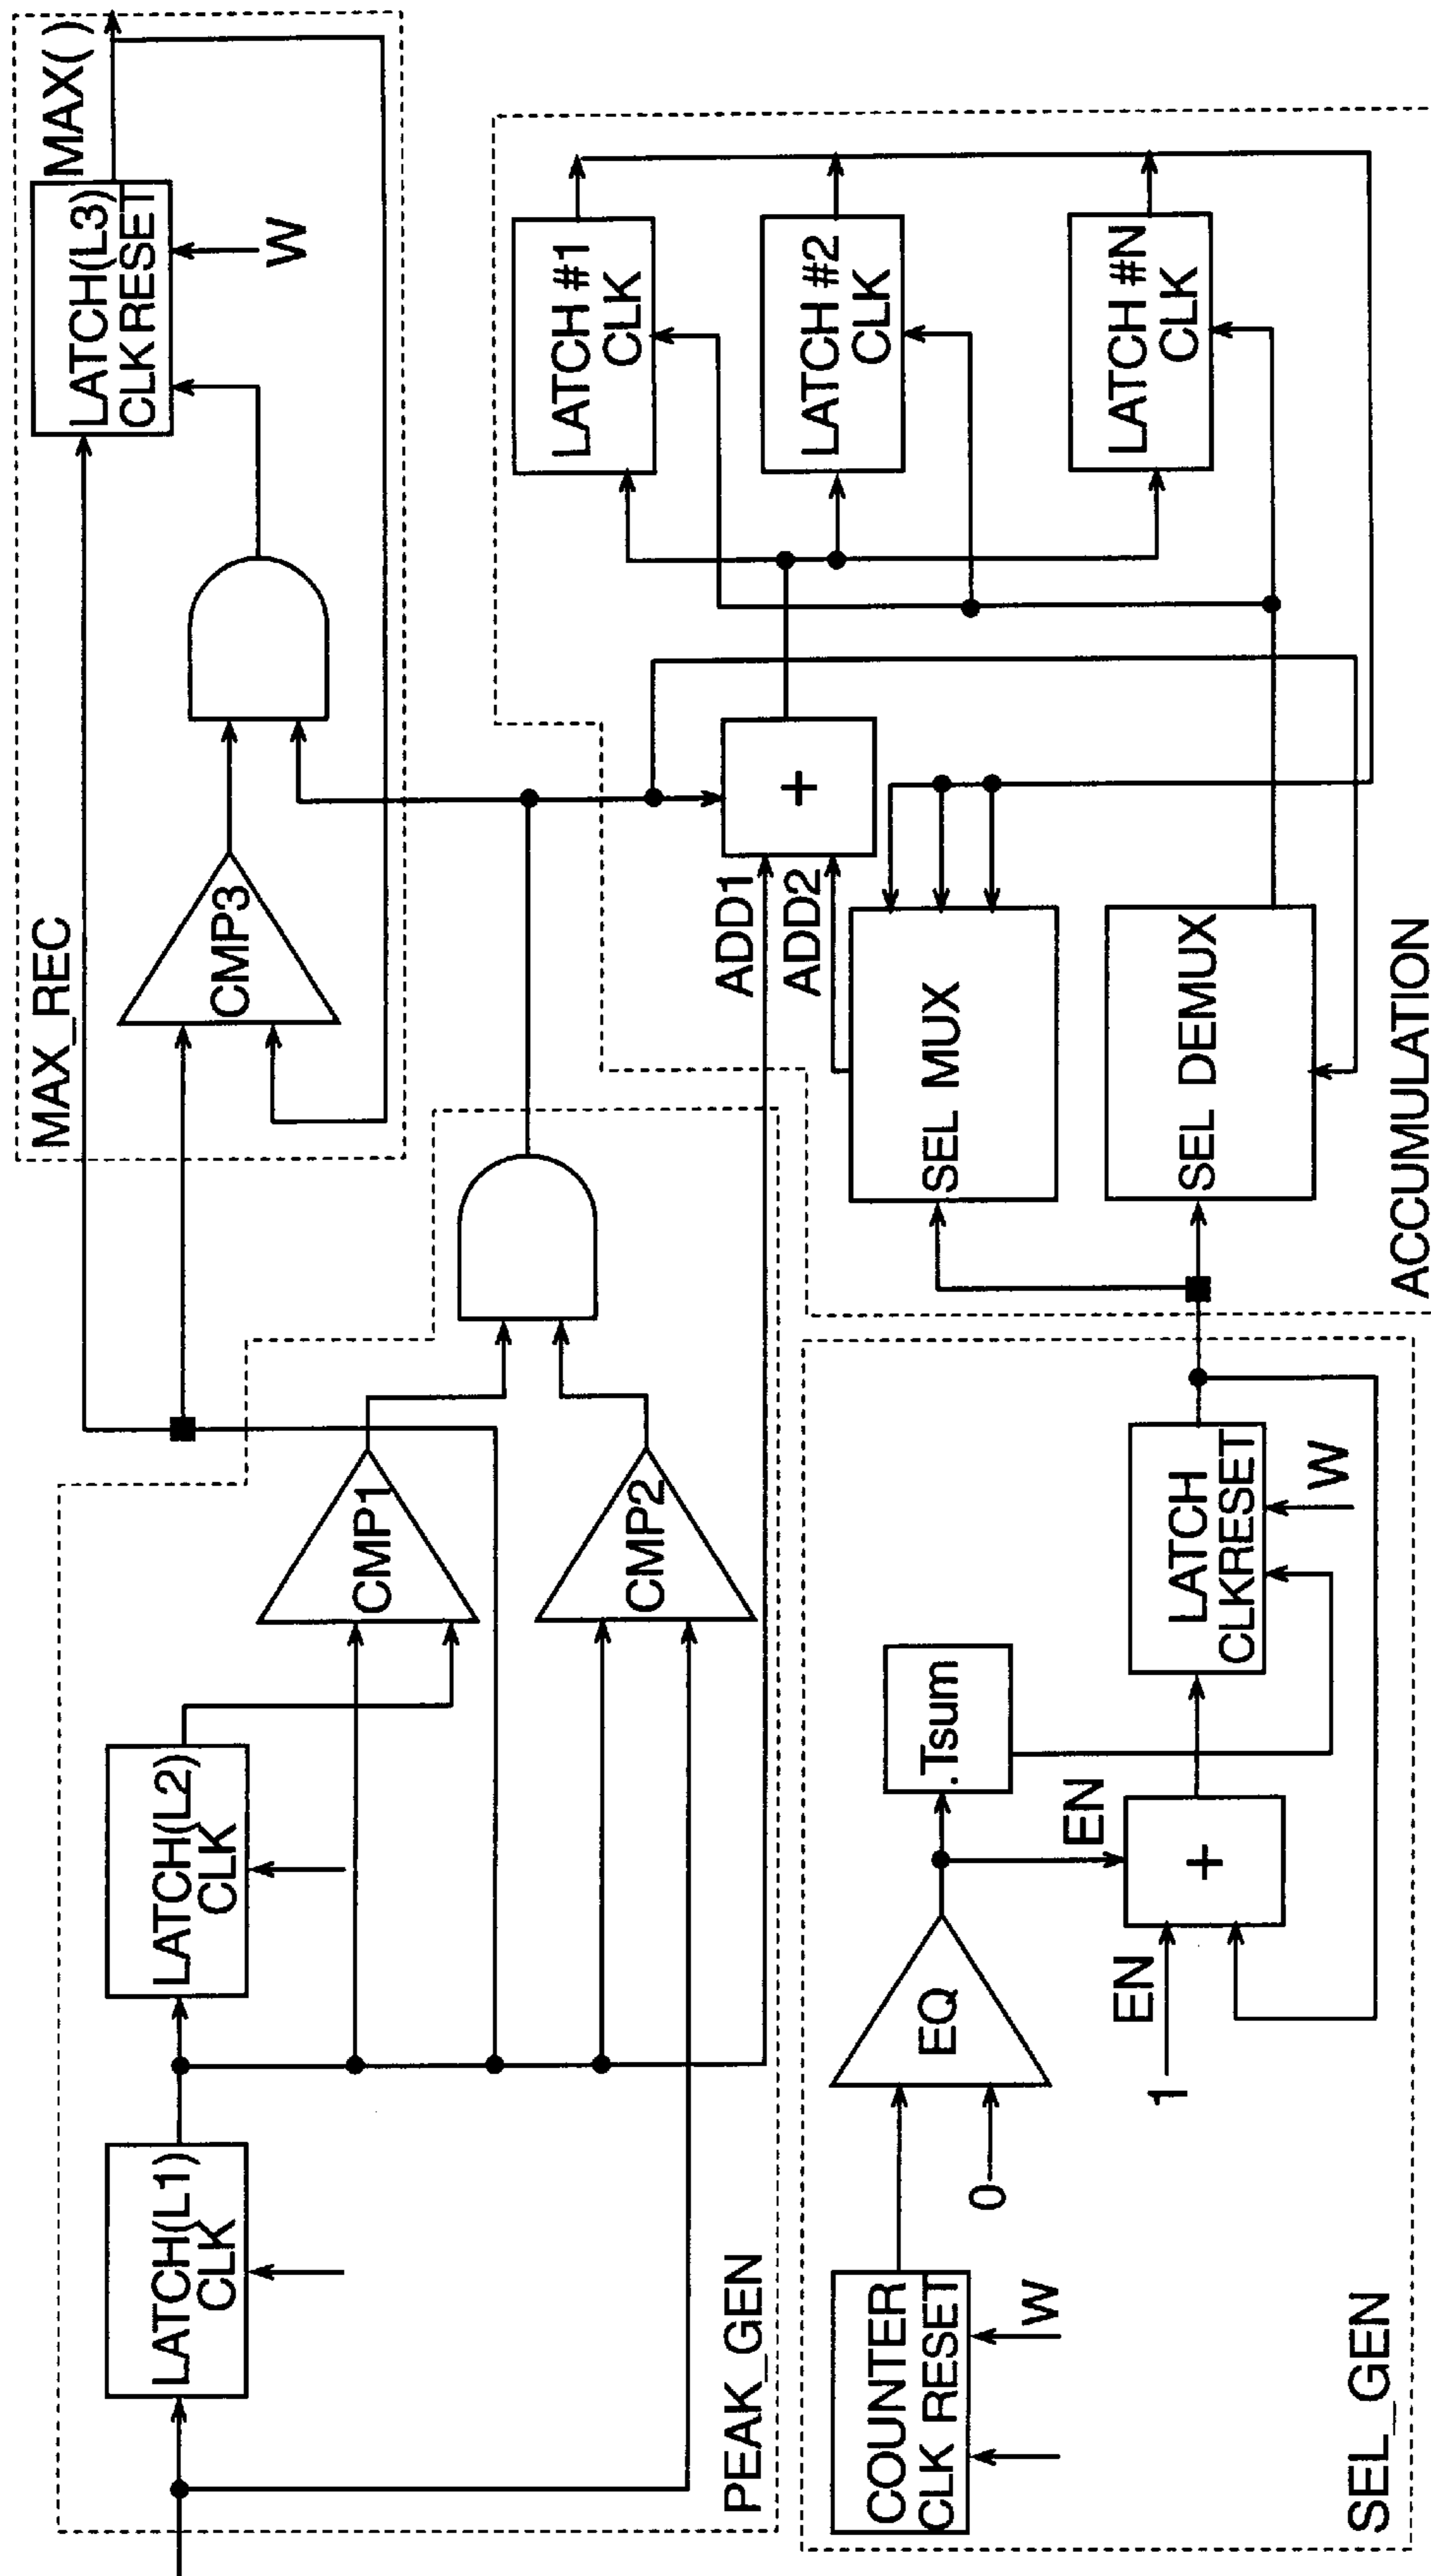 MAX_REC
LATCH(L3)
CLK RESET
MAX( )
W
CMP3
LATCH(L1)
CLK
LATCH(L2)
CLK
CMP1
CMP2
PEAK_GEN
ADD1
ADD2
+
LATCH #1
CLK
LATCH #2
CLK
LATCH #N
CLK
SEL MUX
SEL DEMUX
ACCUMULATION
COUNTER
CLK RESET
W
0
EQ
.Tsum
EN
EN
1
+
LATCH
CLKRESET
W
SEL_GEN